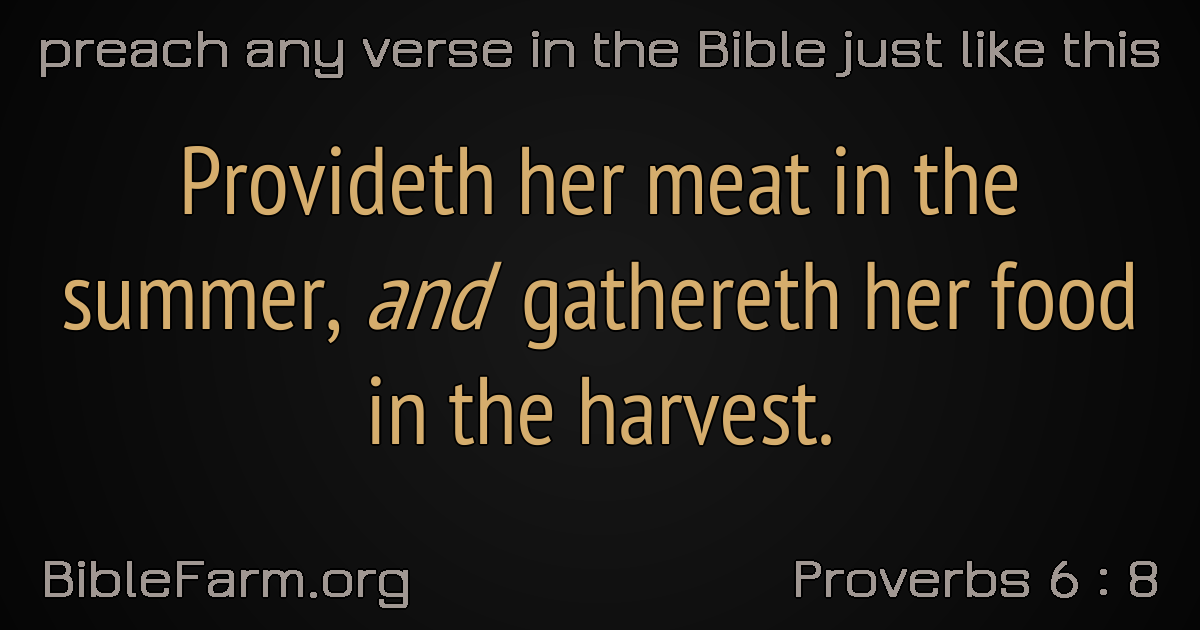 preach any verse in the Bible just like this
Provideth her meat in the
summer, and gathereth her food
in the harvest.
BibleFarm.org
Proverbs 6 : 8